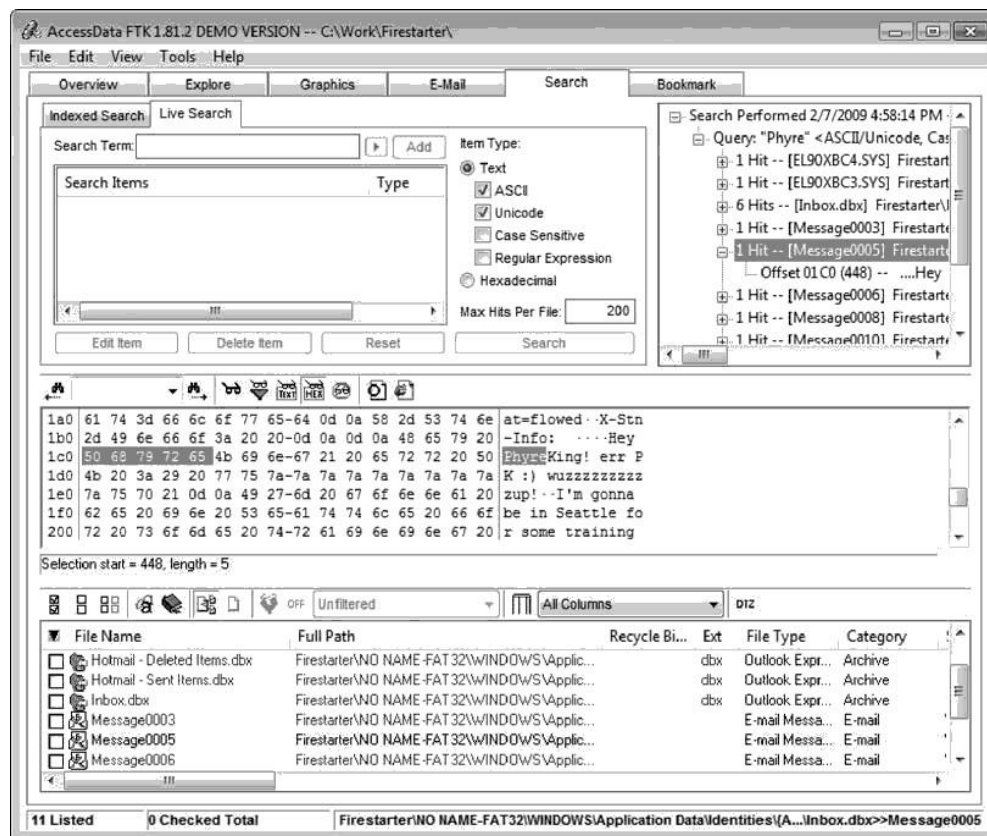 AccessData FTK 1.81.2 DEMO VERSION -- C:\Work\Firestarter\
File Edit View Tools Help
Overview Explore Graphics E-Mail Search Bookmark
Indexed Search Live Search
Search Term: Add
Search Items Type
Edit Item Delete Item Reset
Item Type:
Text
ASCII
Unicode
Case Sensitive
Regular Expression
Hexadecimal
Max Hits Per File: 200
Search
Search Performed 2/7/2009 4:58:14 PM -
Query: "Phyre" <ASCII/Unicode, Cas
1 Hit -- [EL90XBC4.SYS] Firestart
1 Hit -- [EL90XBC3.SYS] Firestart
6 Hits -- [Inbox.dbx] Firestarter\I
1 Hit -- [Message0003] Firestarte
1 Hit -- [Message0005] Firestarte
Offset 01C0 (448) -- ....Hey
1 Hit -- [Message0006] Firestarte
1 Hit -- [Message0008] Firestarte
1 Hit -- [Message0010] Firestarte
TEXT HEX
1a0 61 74 3d 66 6c 6f 77 65-64 0d 0a 58 2d 53 74 6e at=flowed··X-Stn
1b0 2d 49 6e 66 6f 3a 20 20-0d 0a 0d 0a 48 65 79 20 -Info:  ····Hey
1c0 50 68 79 72 65 4b 69 6e-67 21 20 65 72 72 20 50 PhyreKing! err P
1d0 4b 20 3a 29 20 77 75 7a-7a 7a 7a 7a 7a 7a 7a 7a K :) wuzzzzzzzzz
1e0 7a 75 70 21 0d 0a 49 27-6d 20 67 6f 6e 6e 61 20 zup!··I'm gonna
1f0 62 65 20 69 6e 20 53 65-61 74 74 6c 65 20 66 6f be in Seattle fo
200 72 20 73 6f 6d 65 20 74-72 61 69 6e 69 6e 67 20 r some training
Selection start = 448, length = 5
OFF Unfiltered All Columns DTZ
File Name Full Path Recycle Bi... Ext File Type Category
Hotmail - Deleted Items.dbx Firestarter\NO NAME-FAT32\WINDOWS\Applic... dbx Outlook Expr... Archive
Hotmail - Sent Items.dbx Firestarter\NO NAME-FAT32\WINDOWS\Applic... dbx Outlook Expr... Archive
Inbox.dbx Firestarter\NO NAME-FAT32\WINDOWS\Applic... dbx Outlook Expr... Archive
Message0003 Firestarter\NO NAME-FAT32\WINDOWS\Applic... E-mail Messa... E-mail
Message0005 Firestarter\NO NAME-FAT32\WINDOWS\Applic... E-mail Messa... E-mail
Message0006 Firestarter\NO NAME-FAT32\WINDOWS\Applic... E-mail Messa... E-mail
11 Listed 0 Checked Total Firestarter\NO NAME-FAT32\WINDOWS\Application Data\Identities\{A...\Inbox.dbx>>Message0005